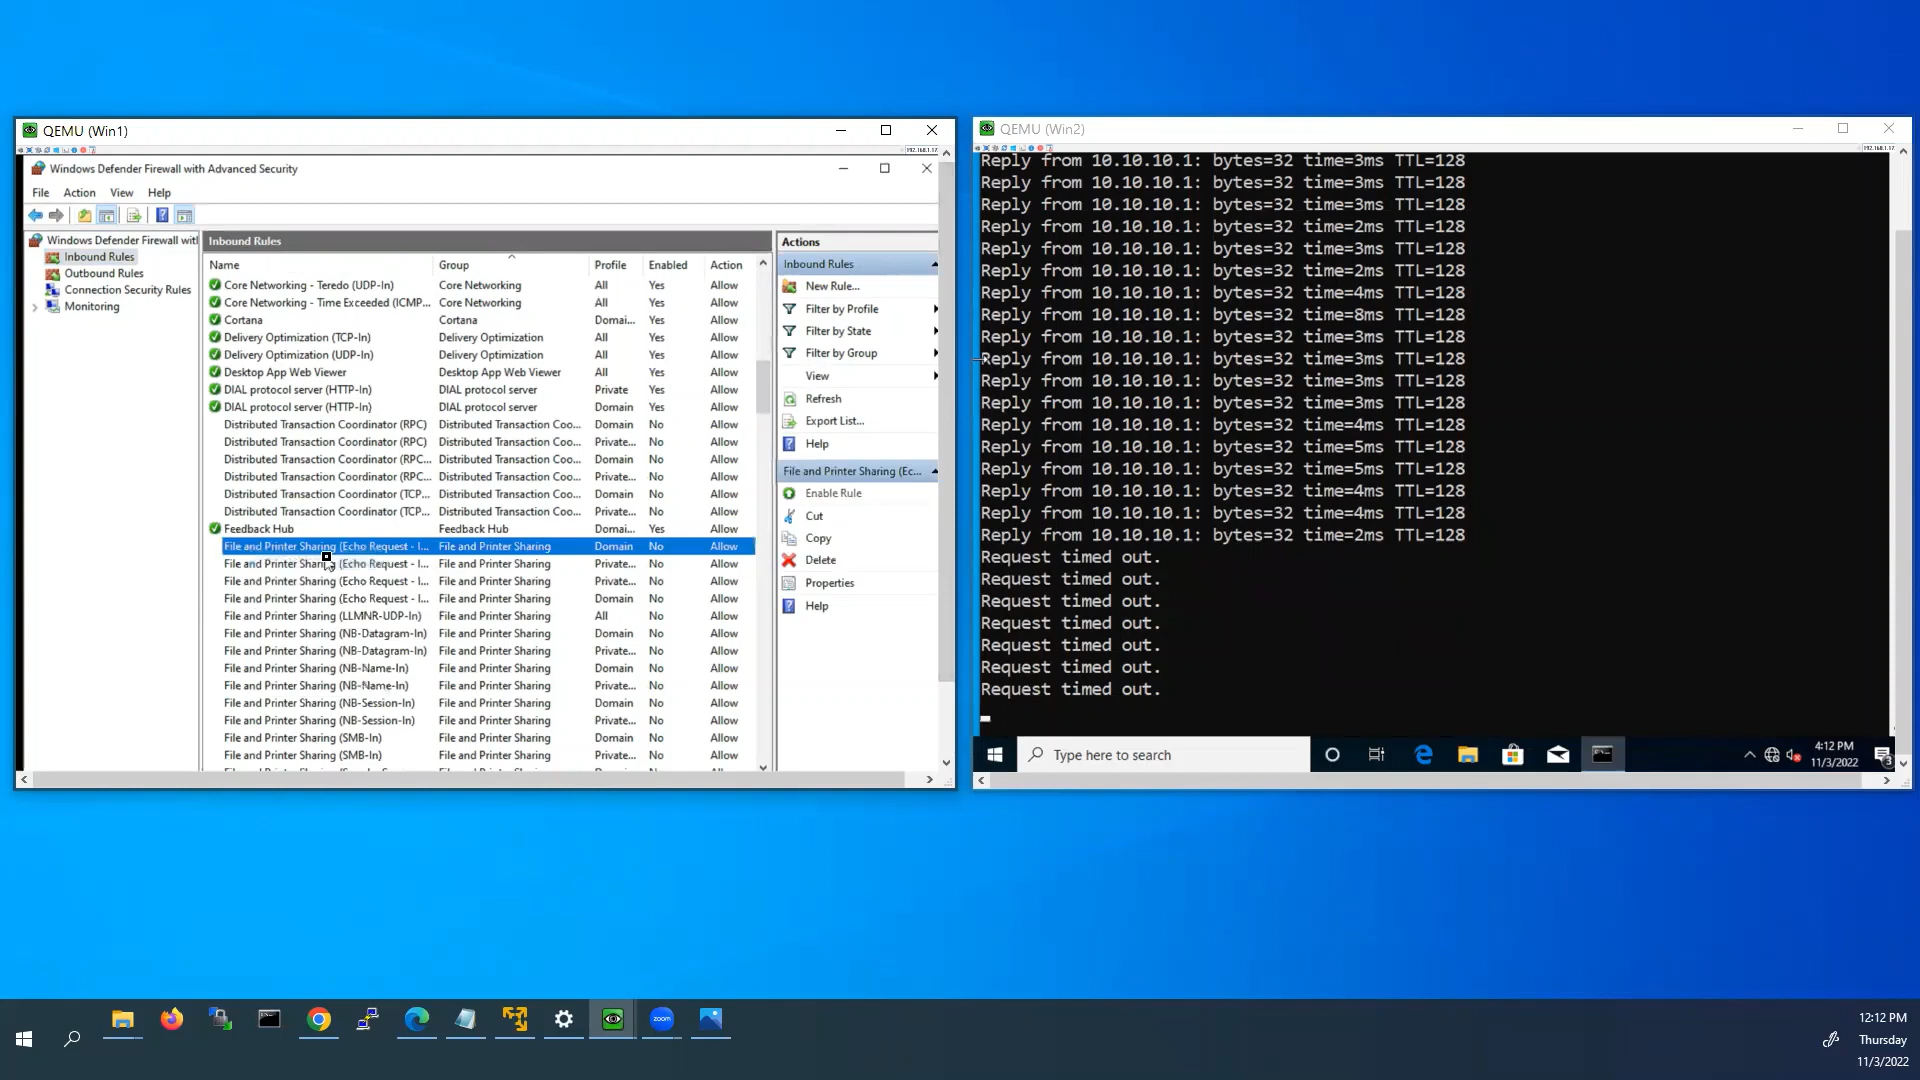 QEMU (Win1)
192.168.1.17
Windows Defender Firewall with Advanced Security
File Action View Help
Windows Defender Firewall wit
Inbound Rules
Outbound Rules
Connection Security Rules
Monitoring
Inbound Rules
Name Group Profile Enabled Action
Core Networking - Teredo (UDP-In) Core Networking All Yes Allow
Core Networking - Time Exceeded (ICMP... Core Networking All Yes Allow
Cortana Cortana Domai... Yes Allow
Delivery Optimization (TCP-In) Delivery Optimization All Yes Allow
Delivery Optimization (UDP-In) Delivery Optimization All Yes Allow
Desktop App Web Viewer Desktop App Web Viewer All Yes Allow
DIAL protocol server (HTTP-In) DIAL protocol server Private Yes Allow
DIAL protocol server (HTTP-In) DIAL protocol server Domain Yes Allow
Distributed Transaction Coordinator (RPC) Distributed Transaction Coo... Domain No Allow
Distributed Transaction Coordinator (RPC) Distributed Transaction Coo... Private... No Allow
Distributed Transaction Coordinator (RPC... Distributed Transaction Coo... Domain No Allow
Distributed Transaction Coordinator (RPC... Distributed Transaction Coo... Private... No Allow
Distributed Transaction Coordinator (TCP... Distributed Transaction Coo... Domain No Allow
Distributed Transaction Coordinator (TCP... Distributed Transaction Coo... Private... No Allow
Feedback Hub Feedback Hub Domai... Yes Allow
File and Printer Sharing (Echo Request - I... File and Printer Sharing Domain No Allow
File and Printer Sharing (Echo Request - I... File and Printer Sharing Private... No Allow
File and Printer Sharing (Echo Request - I... File and Printer Sharing Private... No Allow
File and Printer Sharing (Echo Request - I... File and Printer Sharing Domain No Allow
File and Printer Sharing (LLMNR-UDP-In) File and Printer Sharing All No Allow
File and Printer Sharing (NB-Datagram-In) File and Printer Sharing Domain No Allow
File and Printer Sharing (NB-Datagram-In) File and Printer Sharing Private... No Allow
File and Printer Sharing (NB-Name-In) File and Printer Sharing Domain No Allow
File and Printer Sharing (NB-Name-In) File and Printer Sharing Private... No Allow
File and Printer Sharing (NB-Session-In) File and Printer Sharing Domain No Allow
File and Printer Sharing (NB-Session-In) File and Printer Sharing Private... No Allow
File and Printer Sharing (SMB-In) File and Printer Sharing Domain No Allow
File and Printer Sharing (SMB-In) File and Printer Sharing Private... No Allow
Actions
Inbound Rules
New Rule...
Filter by Profile
Filter by State
Filter by Group
View
Refresh
Export List...
Help
File and Printer Sharing (Ec...
Enable Rule
Cut
Copy
Delete
Properties
Help
QEMU (Win2)
192.168.1.17
Reply from 10.10.10.1: bytes=32 time=3ms TTL=128
Reply from 10.10.10.1: bytes=32 time=3ms TTL=128
Reply from 10.10.10.1: bytes=32 time=3ms TTL=128
Reply from 10.10.10.1: bytes=32 time=2ms TTL=128
Reply from 10.10.10.1: bytes=32 time=3ms TTL=128
Reply from 10.10.10.1: bytes=32 time=2ms TTL=128
Reply from 10.10.10.1: bytes=32 time=4ms TTL=128
Reply from 10.10.10.1: bytes=32 time=8ms TTL=128
Reply from 10.10.10.1: bytes=32 time=3ms TTL=128
Reply from 10.10.10.1: bytes=32 time=3ms TTL=128
Reply from 10.10.10.1: bytes=32 time=3ms TTL=128
Reply from 10.10.10.1: bytes=32 time=3ms TTL=128
Reply from 10.10.10.1: bytes=32 time=4ms TTL=128
Reply from 10.10.10.1: bytes=32 time=5ms TTL=128
Reply from 10.10.10.1: bytes=32 time=5ms TTL=128
Reply from 10.10.10.1: bytes=32 time=4ms TTL=128
Reply from 10.10.10.1: bytes=32 time=4ms TTL=128
Reply from 10.10.10.1: bytes=32 time=2ms TTL=128
Request timed out.
Request timed out.
Request timed out.
Request timed out.
Request timed out.
Request timed out.
Request timed out.
Type here to search
4:12 PM
11/3/2022
3
zoom
12:12 PM
Thursday
11/3/2022